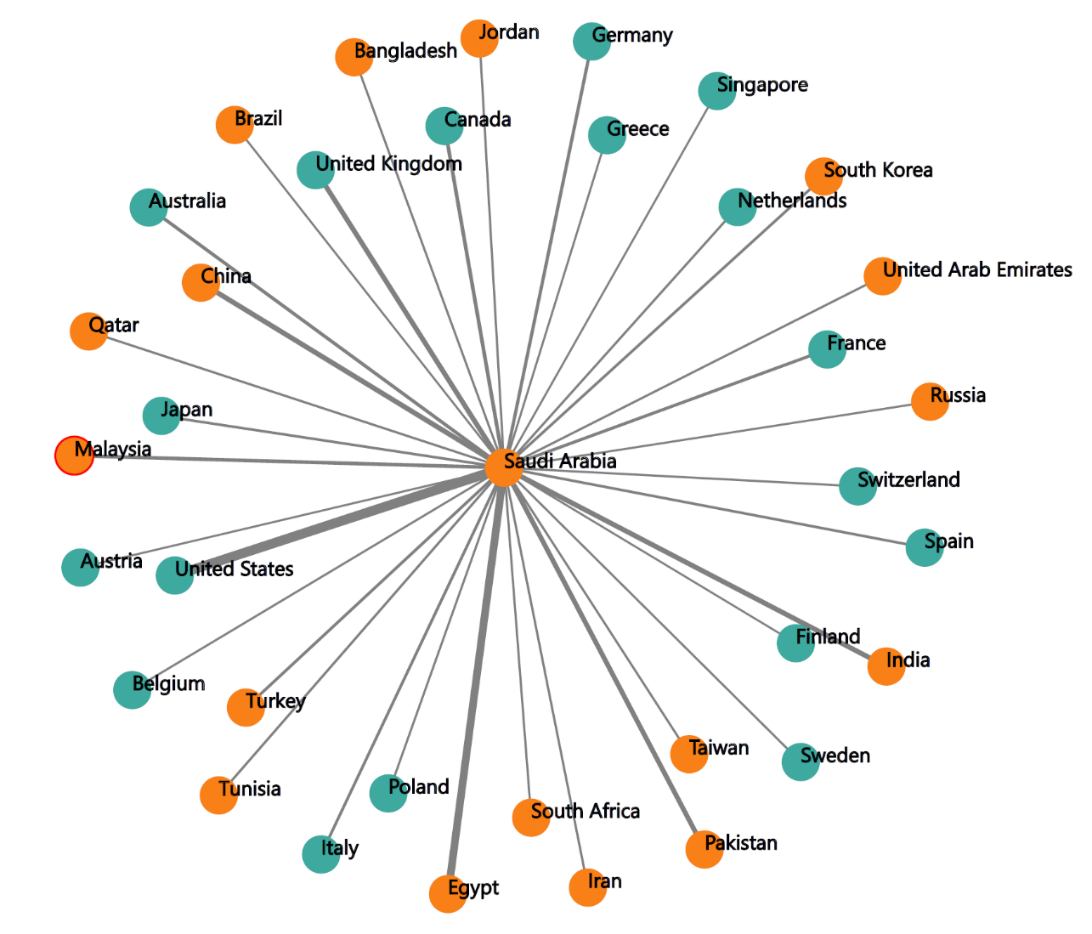 Jordan
Germany
Bangladesh
Singapore
Brazil
Canada
Greece
United Kingdom
South Korea
Australia
Netherlands
China
United Arab Emirates
Qatar
France
Japan
Russia
Malaysia
Saudi Arabia
Switzerland
Austria
United States
Spain
Finland
India
Belgium
Turkey
Taiwan
Sweden
Tunisia
Poland
South Africa
Pakistan
Italy
Egypt
Iran